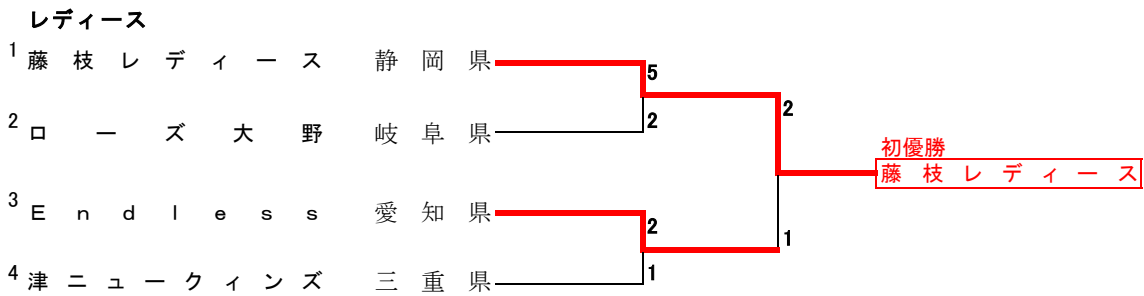 レディース
1 藤枝レディース 静岡県
5
2 ローズ大野 岐阜県
2
2
初優勝
藤枝レディース
3 Endless 愛知県
2
1
4 津ニュークィンズ 三重県
1